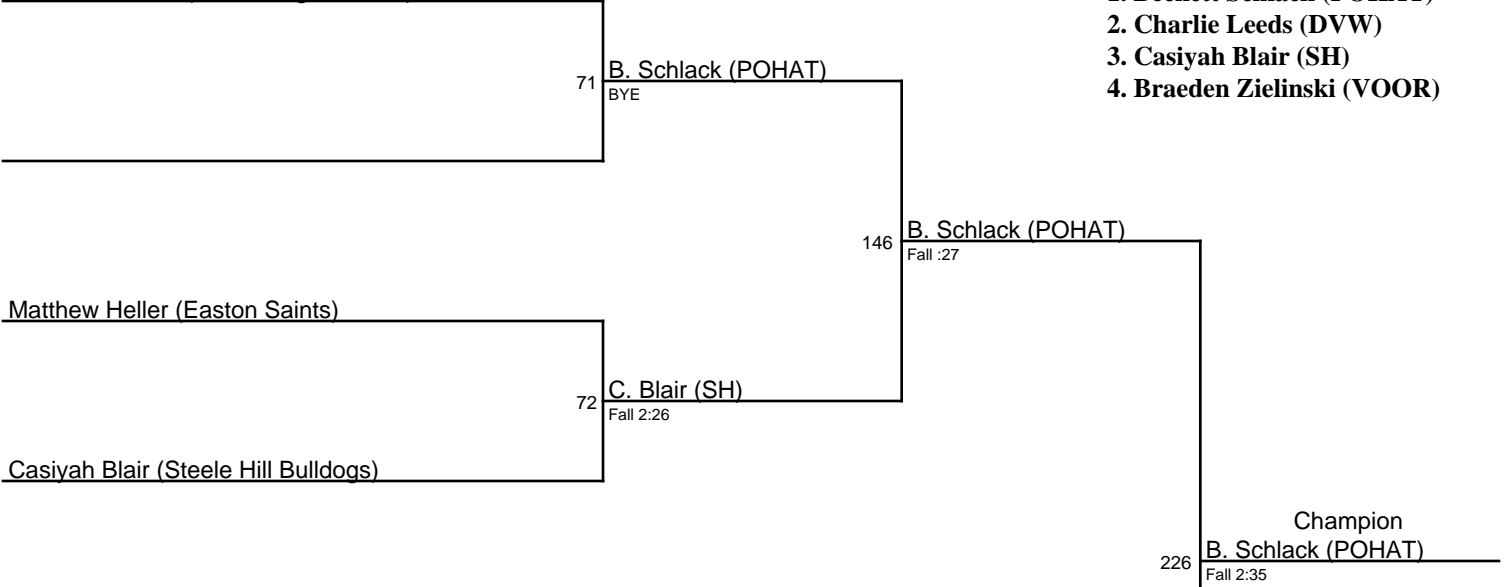 2. Charlie Leeds (DVW)
3. Casiyah Blair (SH)
4. Braeden Zielinski (VOOR)
71
B. Schlack (POHAT)
BYE
146
B. Schlack (POHAT)
Fall :27
Matthew Heller (Easton Saints)
72
C. Blair (SH)
Fall 2:26
Casiyah Blair (Steele Hill Bulldogs)
Champion
226
B. Schlack (POHAT)
Fall 2:35